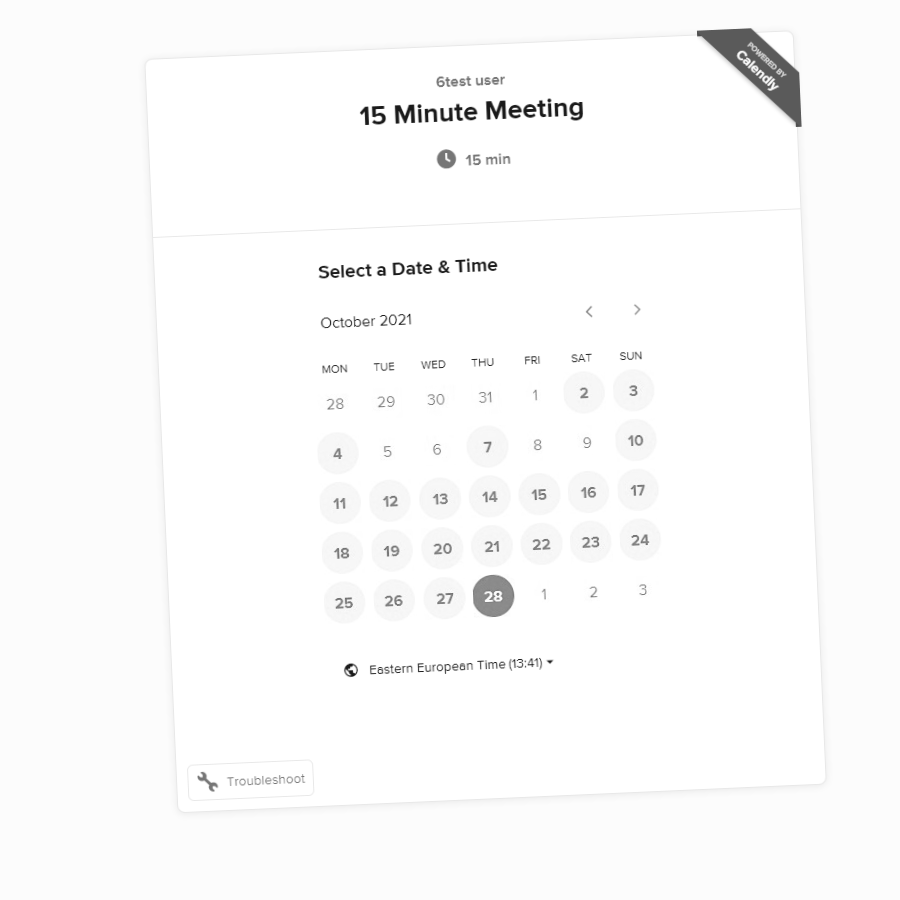 POWERED BY
Calendly
6test user
15 Minute Meeting
15 min
Select a Date & Time
October 2021
MON TUE WED THU FRI SAT SUN
28 29 30 31 1 2 3
4 5 6 7 8 9 10
11 12 13 14 15 16 17
18 19 20 21 22 23 24
25 26 27 28 1 2 3
Eastern European Time (13:41)
Troubleshoot